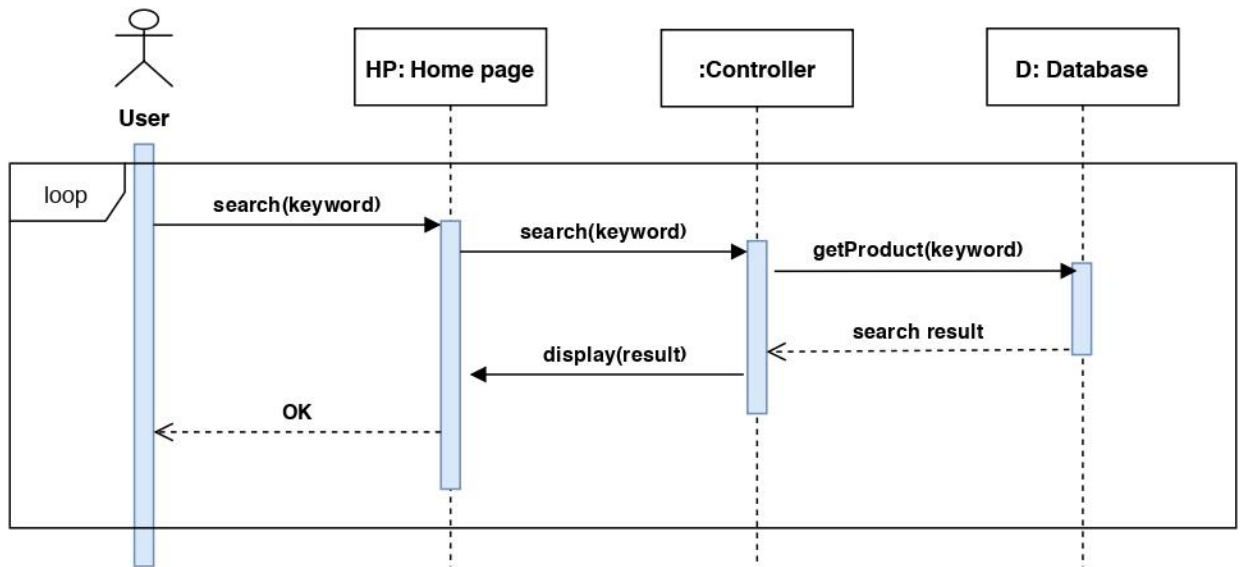 HP: Home page
:Controller
D: Database
User
loop
search(keyword)
search(keyword)
getProduct(keyword)
search result
display(result)
OK